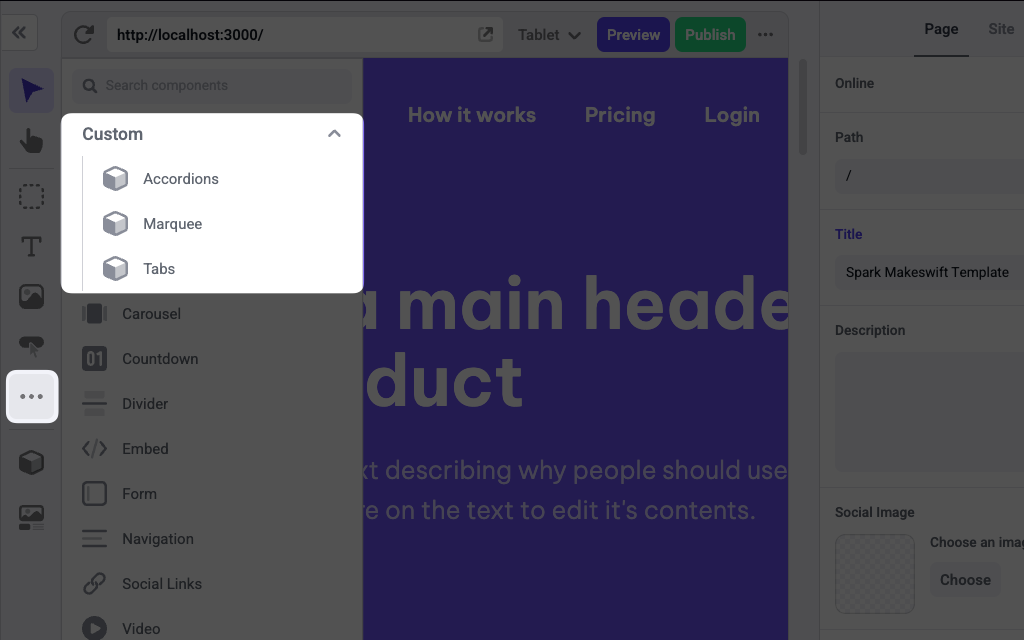 http://localhost:3000/
Tablet
Preview
Publish
Page
Site
Search components
Custom
Accordions
Marquee
Tabs
Carousel
01
Countdown
Divider
Embed
Form
Navigation
Social Links
Video
How it works
Pricing
Login
a main heade
duct
xt describing why people should use
re on the text to edit it's contents.
Online
Path
/
Title
Spark Makeswift Template
Description
Social Image
Choose an imag
Choose